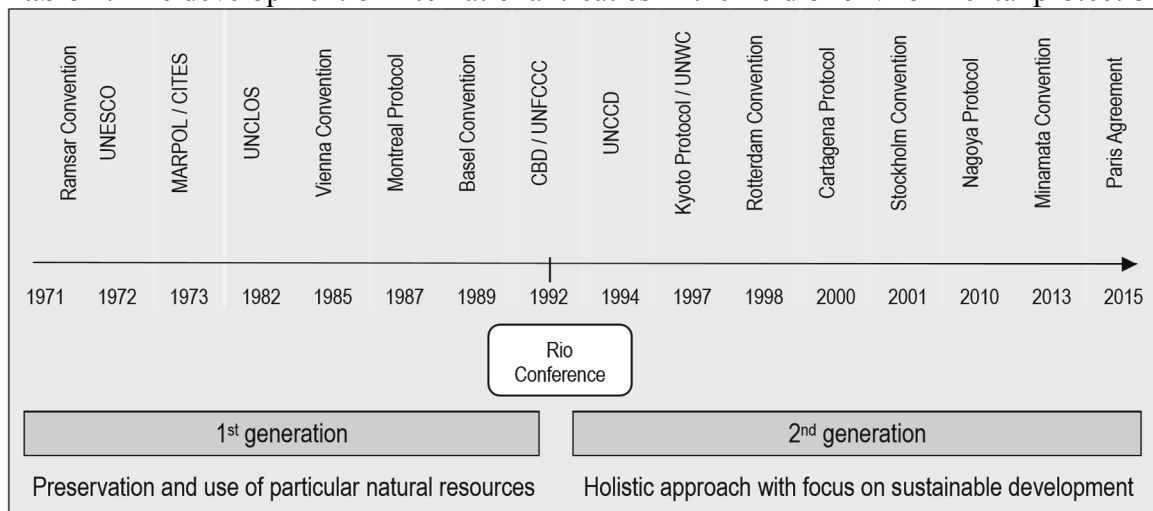 Ramsar Convention
UNESCO
MARPOL / CITES
UNCLOS
Vienna Convention
Montreal Protocol
Basel Convention
CBD / UNFCCC
UNCCD
Kyoto Protocol / UNWC
Rotterdam Convention
Cartagena Protocol
Stockholm Convention
Nagoya Protocol
Minamata Convention
Paris Agreement
1971 1972 1973 1982 1985 1987 1989 1992 1994 1997 1998 2000 2001 2010 2013 2015
Rio
Conference
1st generation 2nd generation
Preservation and use of particular natural resources Holistic approach with focus on sustainable development